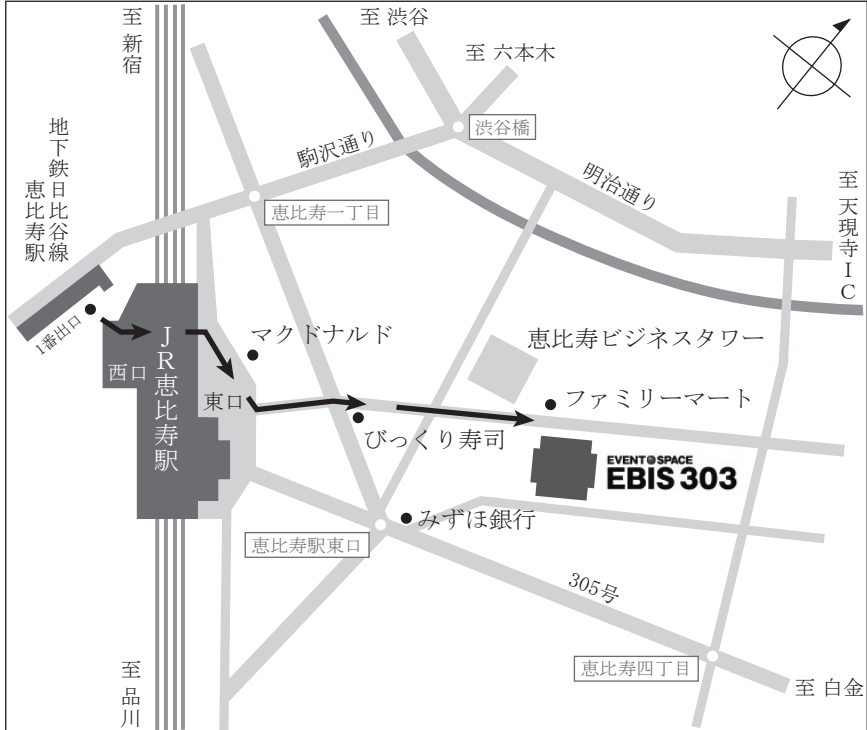 至 新宿
至 渋谷
至 六本木
渋谷橋
駒沢通り
明治通り
至 天現寺IC
地下鉄日比谷線
恵比寿駅
恵比寿一丁目
1番出口
西口
JR恵比寿駅
東口
マクドナルド
恵比寿ビジネスタワー
ファミリーマート
びっくり寿司
EVENT SPACE
EBIS 303
みずほ銀行
恵比寿駅東口
305号
恵比寿四丁目
至 白金
至 品川